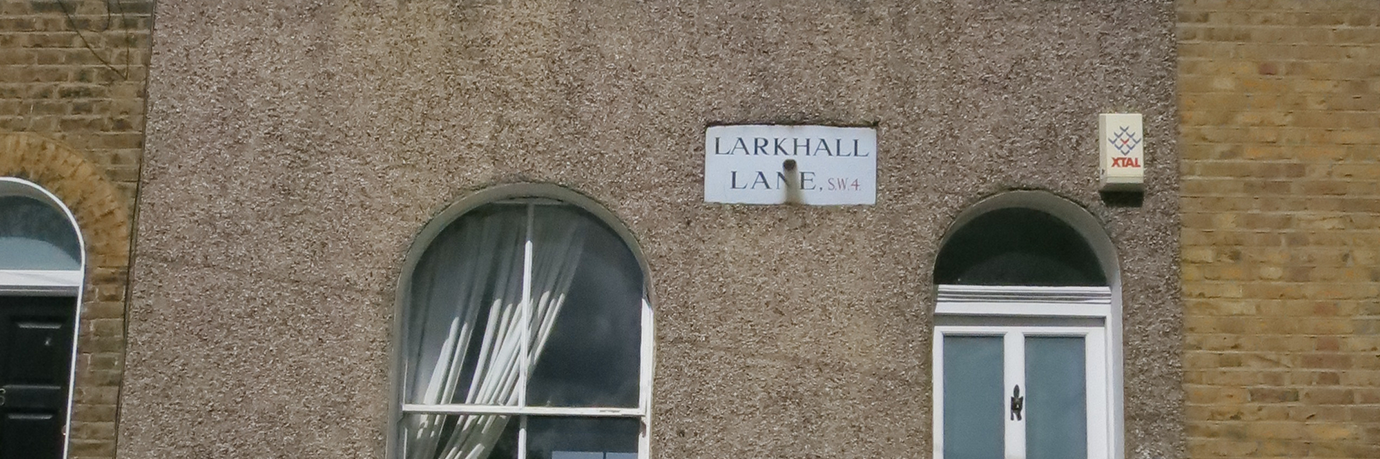 LARKHALL
LANE, S.W.4.
XTAL